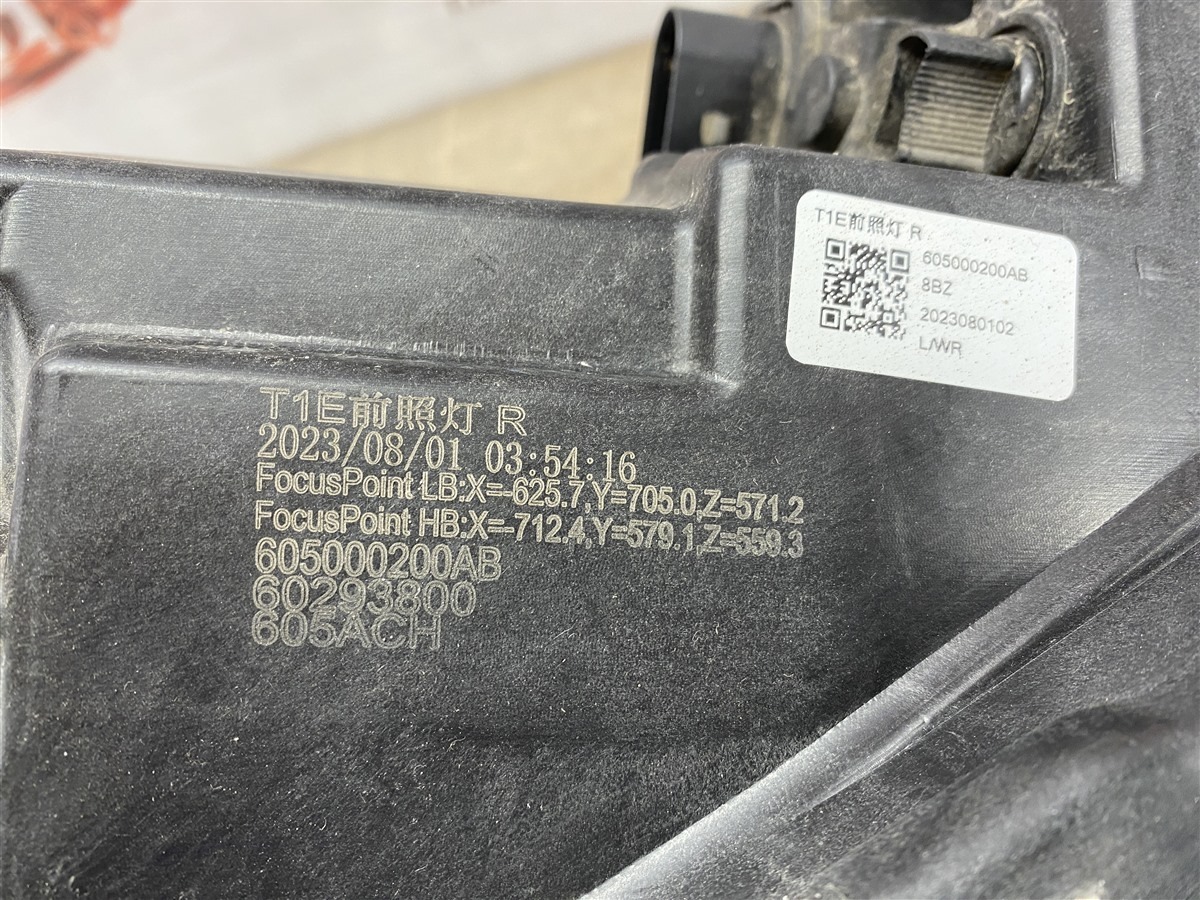 T1E前照灯 R
605000200AB
8BZ
2023080102
L/WR
T1E前照灯 R
2023/08/01 03:54:16
FocusPoint LB:X=-625.7,Y=705.0,Z=571.2
FocusPoint HB:X=-712.4,Y=579.1,Z=559.3
605000200AB
60293800
605ACH